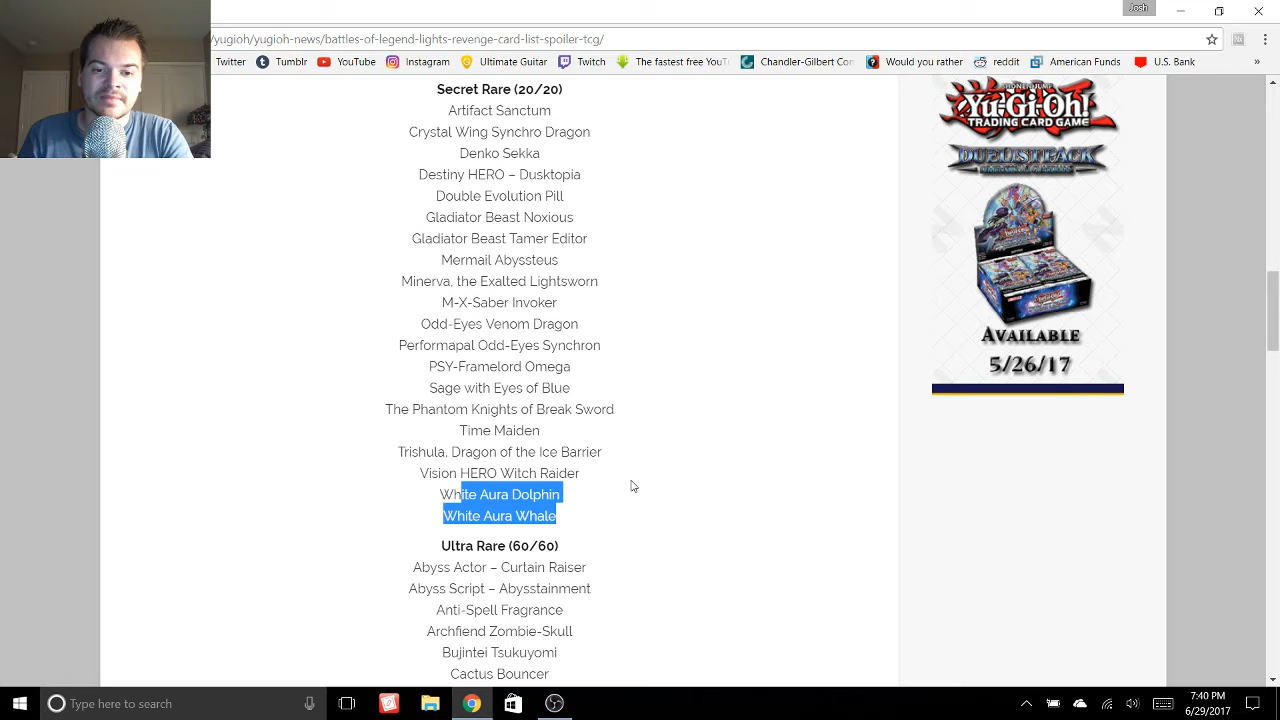 Josh
/yugioh/yugioh-news/battles-of-legend-lights-revenge-card-list-spoiler-tcg/
Twitter Tumblr YouTube Instagram Ultimate Guitar Twitch The fastest free YouT Chandler-Gilbert Con Would you rather reddit American Funds U.S. Bank
Secret Rare (20/20)
Artifact Sanctum
Crystal Wing Synchro Dragon
Denko Sekka
Destiny HERO – Dusktopia
Double Evolution Pill
Gladiator Beast Noxious
Gladiator Beast Tamer Editor
Mermail Abyssteus
Minerva, the Exalted Lightsworn
M-X-Saber Invoker
Odd-Eyes Venom Dragon
Performapal Odd-Eyes Synchron
PSY-Framelord Omega
Sage with Eyes of Blue
The Phantom Knights of Break Sword
Time Maiden
Trishula, Dragon of the Ice Barrier
Vision HERO Witch Raider
White Aura Dolphin
White Aura Whale
Ultra Rare (60/60)
Abyss Actor – Curtain Raiser
Abyss Script – Abysstainment
Anti-Spell Fragrance
Archfiend Zombie-Skull
Bujintei Tsukuyomi
Cactus Bouncer
Yu-Gi-Oh!
TRADING CARD GAME
DUELIST PACK
AVAILABLE
5/26/17
Type here to search
7:40 PM
6/29/2017